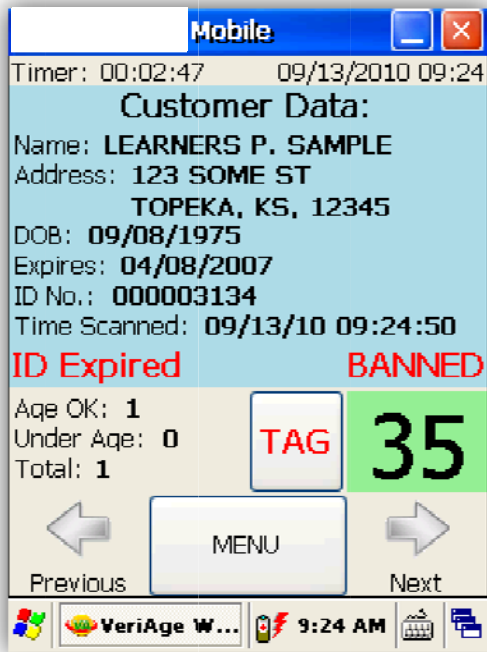 Mobile
Timer: 00:02:47 09/13/2010 09:24
Customer Data:
Name: LEARNERS P. SAMPLE
Address: 123 SOME ST
TOPEKA, KS, 12345
DOB: 09/08/1975
Expires: 04/08/2007
ID No.: 000003134
Time Scanned: 09/13/10 09:24:50
ID Expired BANNED
Age OK: 1
Under Age: 0
Total: 1
TAG
35
Previous
MENU
Next
VeriAge W... 9:24 AM